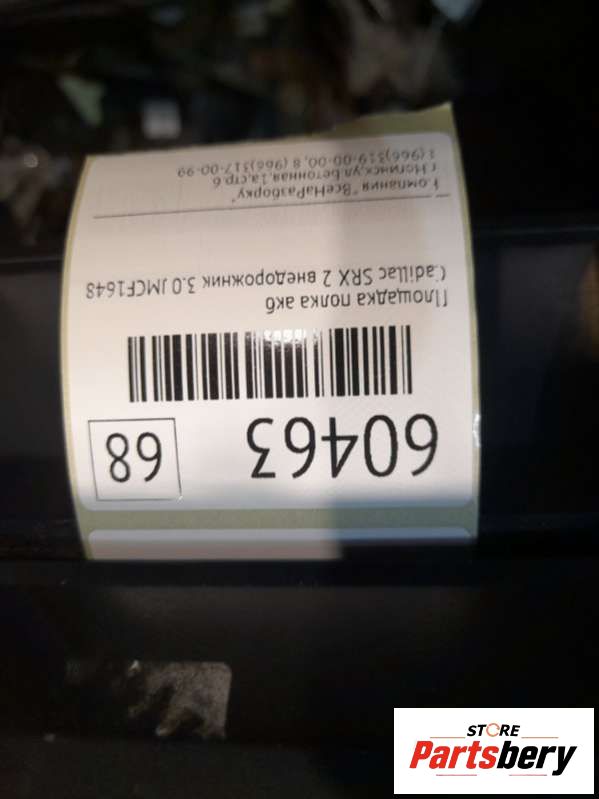 60463 68
Площадка полка акб
Cadillac SRX 2 внедорожник 3.0 JMCF1648
Компания "ВсеНаРазборку"
г.Ногинск,ул.Бетонная,1а,стр.6
8(966)319-00-00, 8 (966)317-00-99
STORE
Partsbery